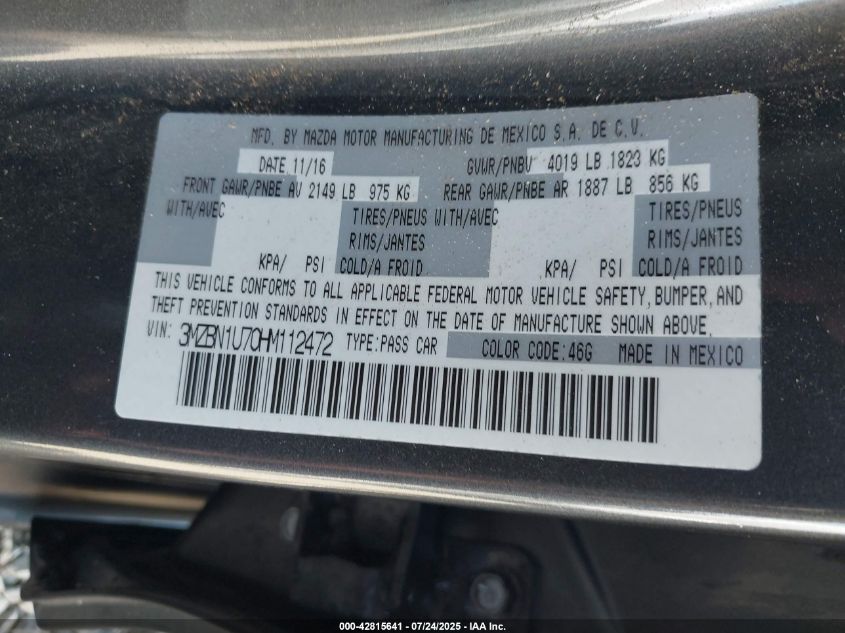 MFD. BY MAZDA MOTOR MANUFACTURING DE MEXICO S.A. DE C.V.
DATE 11/16 GVWR/PNBV 4019 LB 1823 KG
FRONT GAWR/PNBE AV 2149 LB 975 KG REAR GAWR/PNBE AR 1887 LB 856 KG
WITH/AVEC TIRES/PNEUS WITH/AVEC TIRES/PNEUS
RIMS/JANTES RIMS/JANTES
KPA/ PSI COLD/A FROID KPA/ PSI COLD/A FROID
THIS VEHICLE CONFORMS TO ALL APPLICABLE FEDERAL MOTOR VEHICLE SAFETY, BUMPER, AND
THEFT PREVENTION STANDARDS IN EFFECT ON THE DATE OF MANUFACTURE SHOWN ABOVE.
VIN: 3MZBN1U70HM112472 TYPE:PASS CAR COLOR CODE:46G MADE IN MEXICO
000-42815641 - 07/24/2025 - IAA Inc.